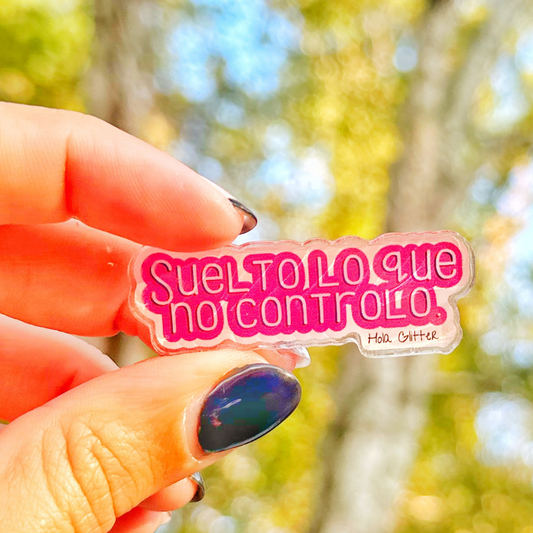 Suelto lo que
no controlo.
Hola Glitter